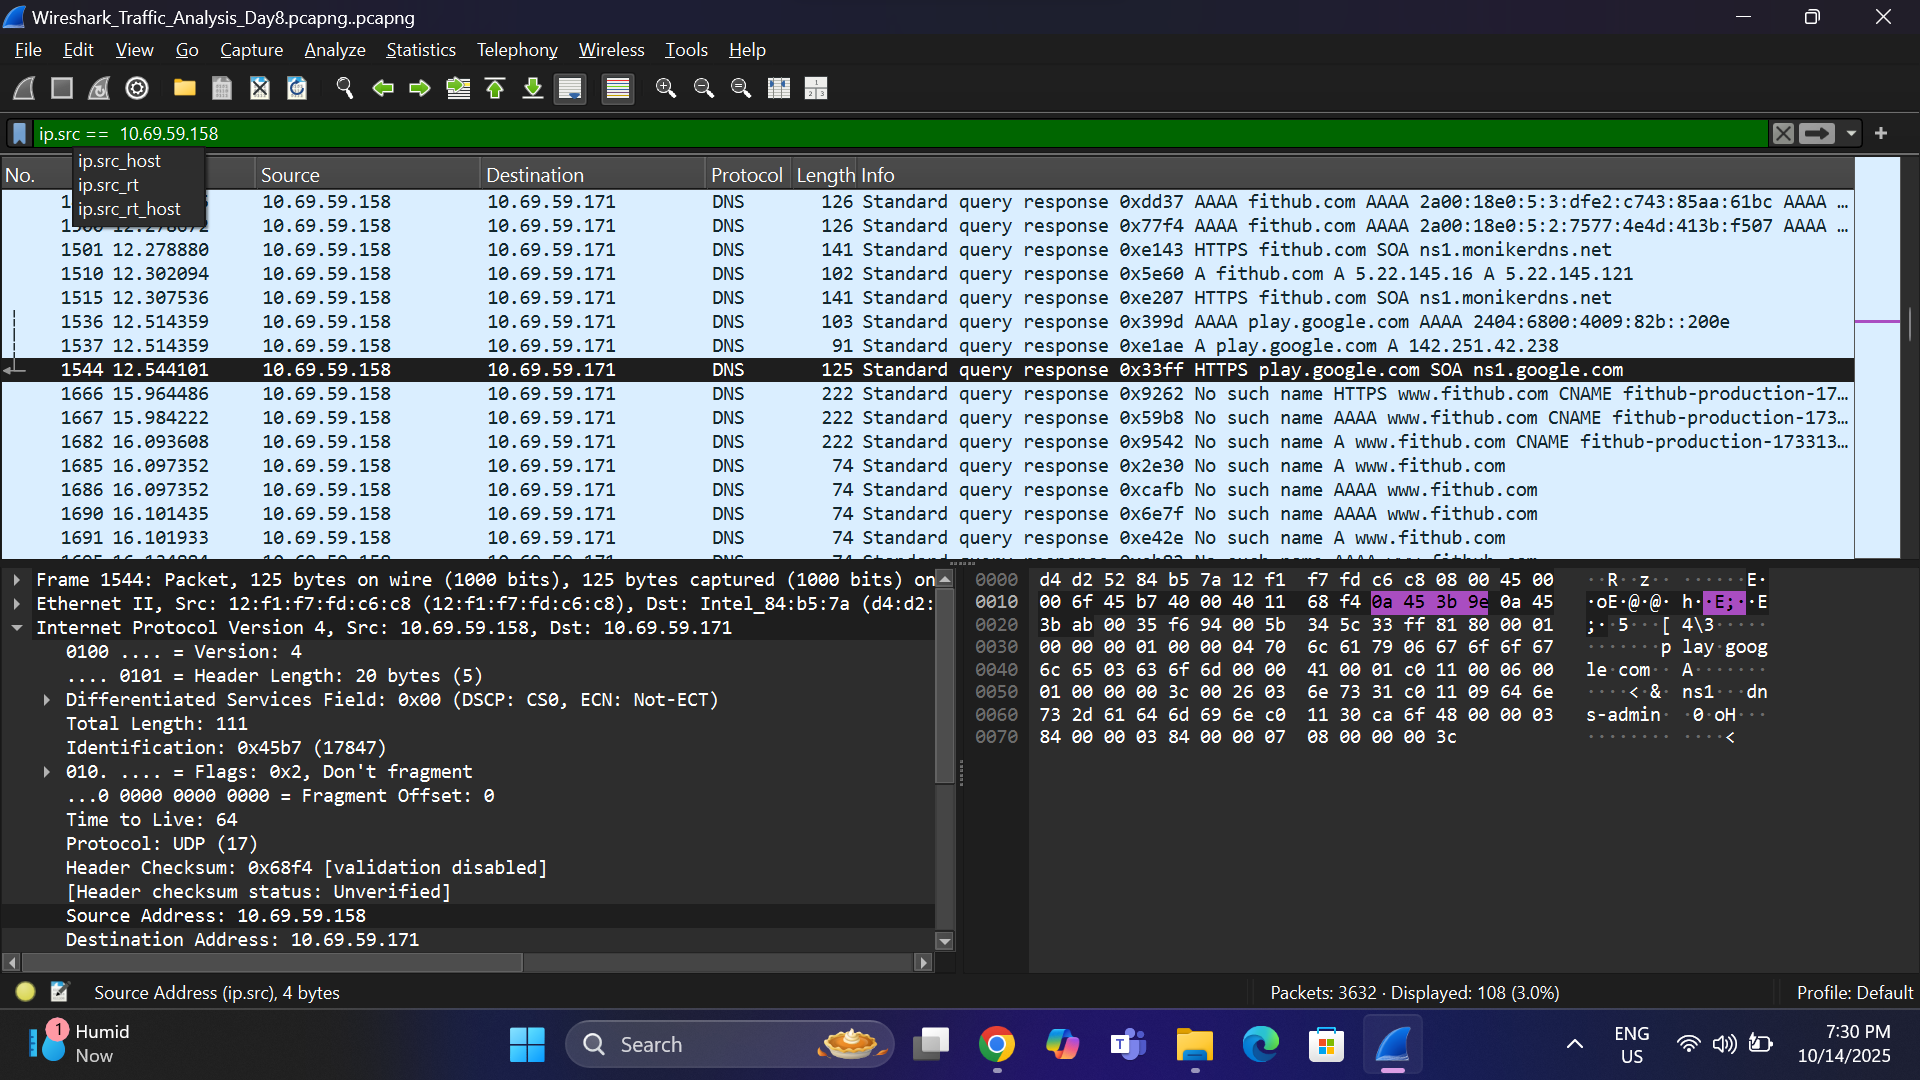 Wireshark_Traffic_Analysis_Day8.pcapng..pcapng
File Edit View Go Capture Analyze Statistics Telephony Wireless Tools Help
ip.src == 10.69.59.158
ip.src_host
ip.src_rt
ip.src_rt_host
No. Source Destination Protocol Length Info
10.69.59.158 10.69.59.171 DNS 126 Standard query response 0xdd37 AAAA fithub.com AAAA 2a00:18e0:5:3:dfe2:c743:85aa:61bc AAAA …
10.69.59.158 10.69.59.171 DNS 126 Standard query response 0x77f4 AAAA fithub.com AAAA 2a00:18e0:5:2:7577:4e4d:413b:f507 AAAA …
1501 12.278880 10.69.59.158 10.69.59.171 DNS 141 Standard query response 0xe143 HTTPS fithub.com SOA ns1.monikerdns.net
1510 12.302094 10.69.59.158 10.69.59.171 DNS 102 Standard query response 0x5e60 A fithub.com A 5.22.145.16 A 5.22.145.121
1515 12.307536 10.69.59.158 10.69.59.171 DNS 141 Standard query response 0xe207 HTTPS fithub.com SOA ns1.monikerdns.net
1536 12.514359 10.69.59.158 10.69.59.171 DNS 103 Standard query response 0x399d AAAA play.google.com AAAA 2404:6800:4009:82b::200e
1537 12.514359 10.69.59.158 10.69.59.171 DNS 91 Standard query response 0xe1ae A play.google.com A 142.251.42.238
1544 12.544101 10.69.59.158 10.69.59.171 DNS 125 Standard query response 0x33ff HTTPS play.google.com SOA ns1.google.com
1666 15.964486 10.69.59.158 10.69.59.171 DNS 222 Standard query response 0x9262 No such name HTTPS www.fithub.com CNAME fithub-production-17…
1667 15.984222 10.69.59.158 10.69.59.171 DNS 222 Standard query response 0x59b8 No such name AAAA www.fithub.com CNAME fithub-production-173…
1682 16.093608 10.69.59.158 10.69.59.171 DNS 222 Standard query response 0x9542 No such name A www.fithub.com CNAME fithub-production-173313…
1685 16.097352 10.69.59.158 10.69.59.171 DNS 74 Standard query response 0x2e30 No such name A www.fithub.com
1686 16.097352 10.69.59.158 10.69.59.171 DNS 74 Standard query response 0xcafb No such name AAAA www.fithub.com
1690 16.101435 10.69.59.158 10.69.59.171 DNS 74 Standard query response 0x6e7f No such name AAAA www.fithub.com
1691 16.101933 10.69.59.158 10.69.59.171 DNS 74 Standard query response 0xe42e No such name A www.fithub.com
Frame 1544: Packet, 125 bytes on wire (1000 bits), 125 bytes captured (1000 bits) on
Ethernet II, Src: 12:f1:f7:fd:c6:c8 (12:f1:f7:fd:c6:c8), Dst: Intel_84:b5:7a (d4:d2:
Internet Protocol Version 4, Src: 10.69.59.158, Dst: 10.69.59.171
0100 .... = Version: 4
.... 0101 = Header Length: 20 bytes (5)
Differentiated Services Field: 0x00 (DSCP: CS0, ECN: Not-ECT)
Total Length: 111
Identification: 0x45b7 (17847)
010. .... = Flags: 0x2, Don't fragment
...0 0000 0000 0000 = Fragment Offset: 0
Time to Live: 64
Protocol: UDP (17)
Header Checksum: 0x68f4 [validation disabled]
[Header checksum status: Unverified]
Source Address: 10.69.59.158
Destination Address: 10.69.59.171
0000 d4 d2 52 84 b5 7a 12 f1 f7 fd c6 c8 08 00 45 00 ··R··z·· ······E·
0010 00 6f 45 b7 40 00 40 11 68 f4 0a 45 3b 9e 0a 45 ·oE·@·@· h··E;··E
0020 3b ab 00 35 f6 94 00 5b 34 5c 33 ff 81 80 00 01 ;··5···[ 4\3·····
0030 00 00 00 01 00 00 04 70 6c 61 79 06 67 6f 6f 67 ·······p lay·goog
0040 6c 65 03 63 6f 6d 00 00 41 00 01 c0 11 00 06 00 le·com·· A·······
0050 01 00 00 00 3c 00 26 03 6e 73 31 c0 11 09 64 6e ····<·&· ns1···dn
0060 73 2d 61 64 6d 69 6e c0 11 30 ca 6f 48 00 00 03 s-admin· ·0·oH···
0070 84 00 00 03 84 00 00 07 08 00 00 00 3c ········ ····<
Source Address (ip.src), 4 bytes
Packets: 3632 · Displayed: 108 (3.0%)
Profile: Default
1
Humid
Now
Search
ENG
US
7:30 PM
10/14/2025